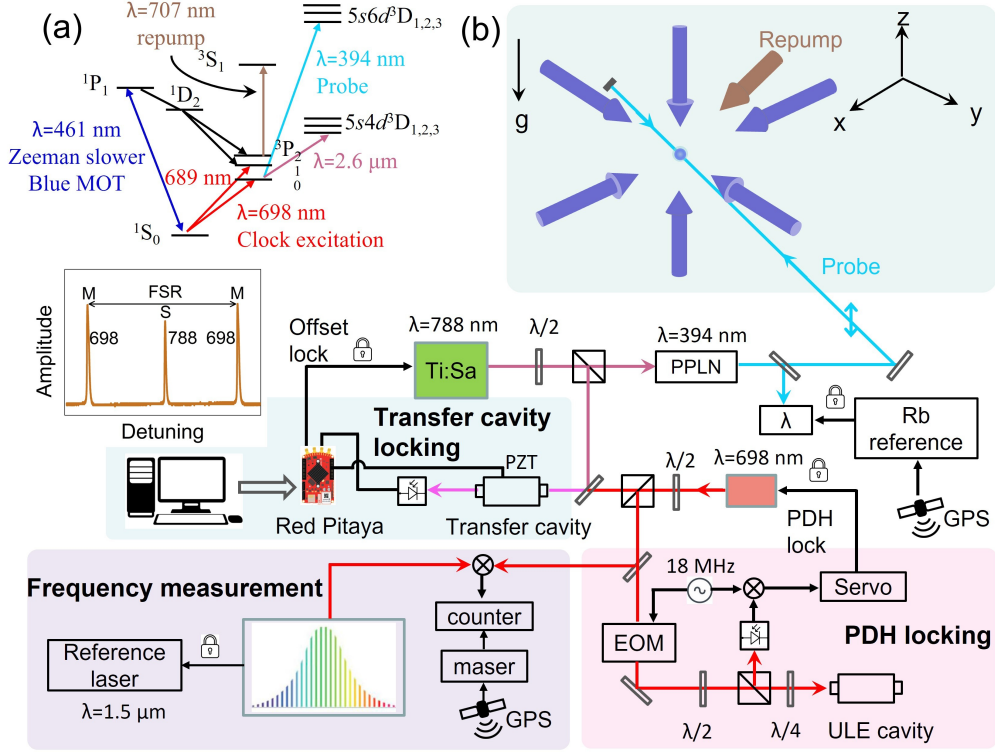 (a)
λ=707 nm
repump
³S₁
5s6d³D₁,₂,₃
λ=394 nm
Probe
¹P₁
¹D₂
5s4d³D₁,₂,₃
λ=461 nm
Zeeman slower
Blue MOT
³P₂
1
0
λ=2.6 μm
689 nm
λ=698 nm
Clock excitation
¹S₀
(b)
g
Repump
z
x
y
Probe
Amplitude
M
FSR
M
S
698
788
698
Detuning
Offset
lock
λ=788 nm
Ti:Sa
λ/2
λ=394 nm
PPLN
λ
Rb
reference
GPS
Transfer cavity
locking
PZT
Red Pitaya
Transfer cavity
λ/2
λ=698 nm
PDH
lock
Frequency measurement
counter
maser
GPS
Reference
laser
λ=1.5 μm
18 MHz
Servo
EOM
PDH locking
λ/2
λ/4
ULE cavity